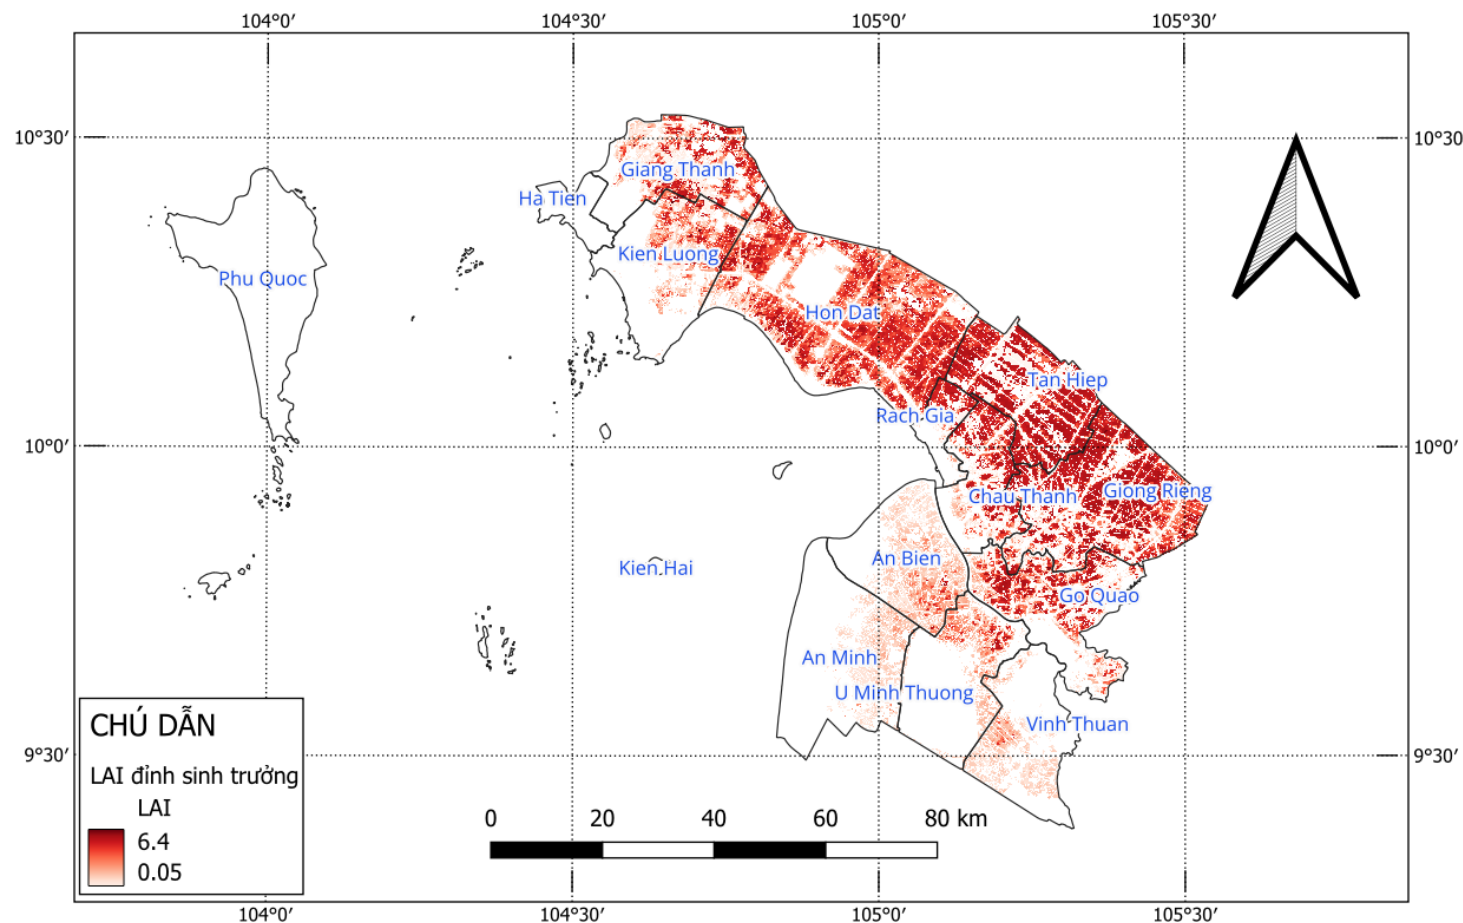 104°0′ 104°30′ 105°0′ 105°30′
10°30′ 10°30′
Giang Thanh
Ha Tien
Kien Luong
Phu Quoc
Hon Dat
Tan Hiep
Rach Gia
10°0′ 10°0′
Chau Thanh
Giong Rieng
An Bien
Kien Hai
Go Quao
An Minh
U Minh Thuong
Vinh Thuan
9°30′ 9°30′
CHÚ DẪN
LAI đỉnh sinh trưởng
LAI
6.4
0.05
0 20 40 60 80 km
104°0′ 104°30′ 105°0′ 105°30′